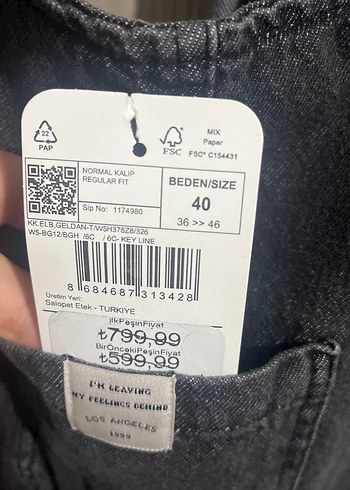 22
PAP
FSC
MIX
Paper
FSC® C154431
NORMAL KALIP
REGULAR FIT
Sip No: 1174980
BEDEN/SIZE
40
36 >> 46
KK.ELB,GELDAN-T/W5H378Z8/326
W5-BG12/BGH /6C / 6C- KEY LINE
8 684687 313428
Üretim Yeri:
Salopet Etek - TURKIYE
İlkPeşinFiyat
₺799,99
BirÖncekiPeşinFiyat
₺599,99
I'M LEAVING
MY FEELINGS BEHIND
LOS ANGELES
1999